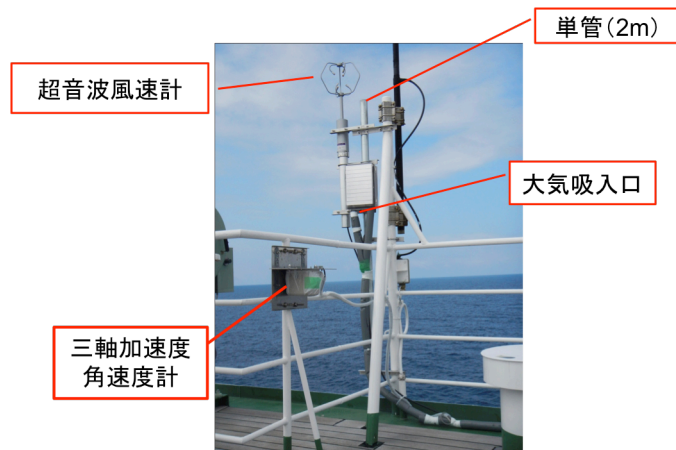 単管（2m）
超音波風速計
大気吸入口
三軸加速度
角速度計